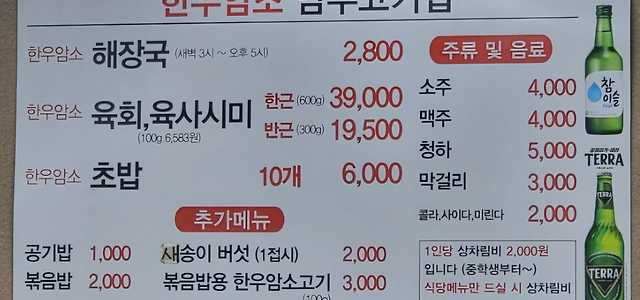 한우암소
한우암소 해장국 (새벽 3시 ~ 오후 5시) 2,800
한우암소 육회,육사시미 한근 (600g) 39,000
(100g 6,583원) 반근 (300g) 19,500
한우암소 초밥 10개 6,000
추가메뉴
공기밥 1,000 새송이 버섯 (1접시) 2,000
볶음밥 2,000 볶음밥용 한우암소고기 3,000
(100g)
주류 및 음료
소주 4,000
맥주 4,000
청하 5,000
막걸리 3,000
콜라,사이다,미린다 2,000
1인당 상차림비 2,000원
입니다 (중학생부터~)
식당메뉴만 드실 시 상차림비
참이슬
TERRA
TERRA